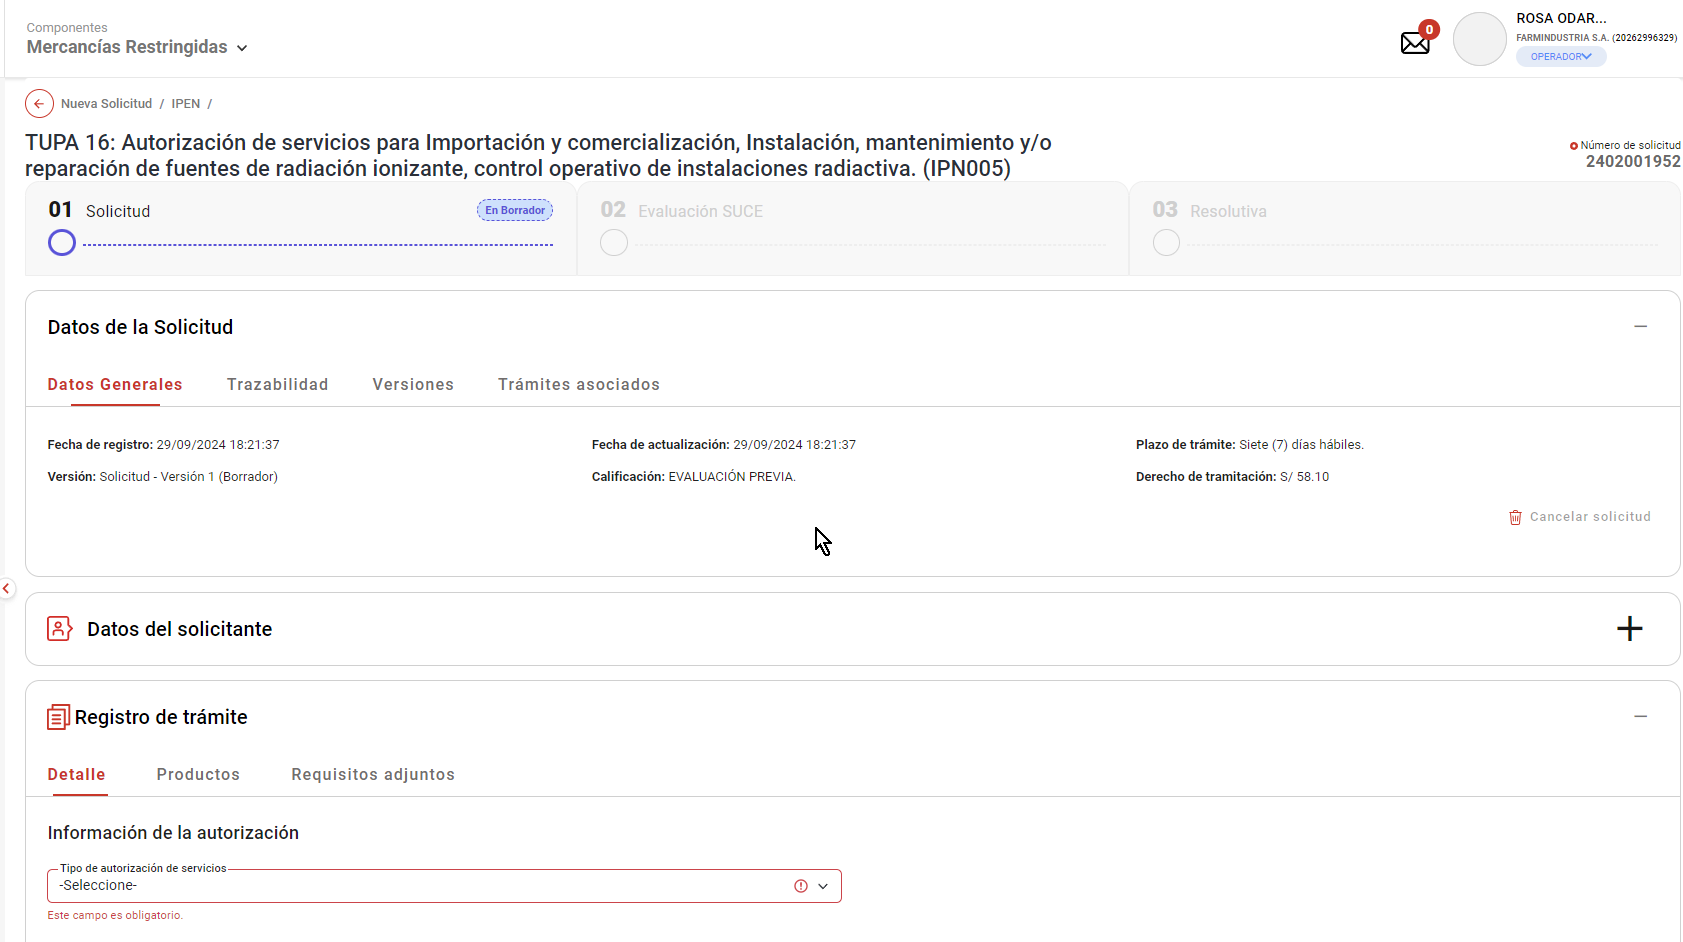 Componentes
Mercancías Restringidas
0
ROSA ODAR...
FARMINDUSTRIA S.A. (20262996329)
OPERADOR
Nueva Solicitud / IPEN /
TUPA 16: Autorización de servicios para Importación y comercialización, Instalación, mantenimiento y/o
reparación de fuentes de radiación ionizante, control operativo de instalaciones radiactiva. (IPN005)
Número de solicitud
2402001952
01 Solicitud
En Borrador
02 Evaluación SUCE
03 Resolutiva
Datos de la Solicitud
Datos Generales Trazabilidad Versiones Trámites asociados
Fecha de registro: 29/09/2024 18:21:37
Fecha de actualización: 29/09/2024 18:21:37
Plazo de trámite: Siete (7) días hábiles.
Versión: Solicitud - Versión 1 (Borrador)
Calificación: EVALUACIÓN PREVIA.
Derecho de tramitación: S/ 58.10
Cancelar solicitud
Datos del solicitante
Registro de trámite
Detalle Productos Requisitos adjuntos
Información de la autorización
Tipo de autorización de servicios
-Seleccione-
Este campo es obligatorio.